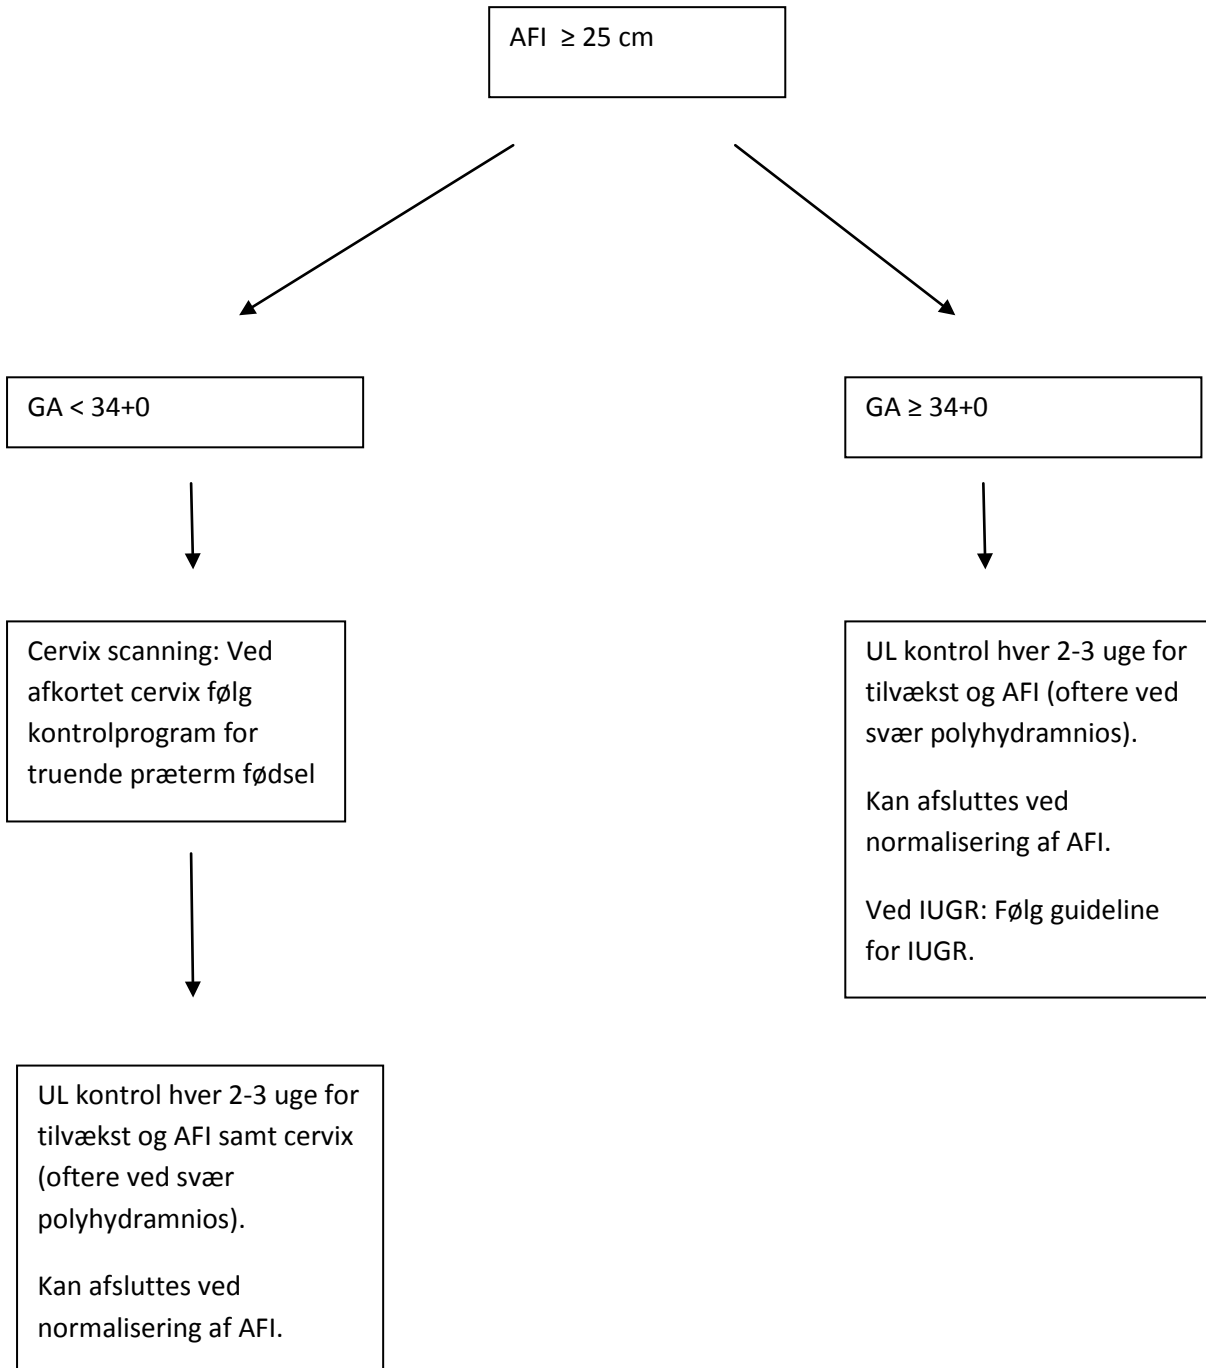 AFI ≥ 25 cm
GA < 34+0
GA ≥ 34+0
Cervix scanning: Ved
afkortet cervix følg
kontrolprogram for
truende præterm fødsel
UL kontrol hver 2-3 uge for
tilvækst og AFI (oftere ved
svær polyhydramnios).
Kan afsluttes ved
normalisering af AFI.
Ved IUGR: Følg guideline
for IUGR.
UL kontrol hver 2-3 uge for
tilvækst og AFI samt cervix
(oftere ved svær
polyhydramnios).
Kan afsluttes ved
normalisering af AFI.